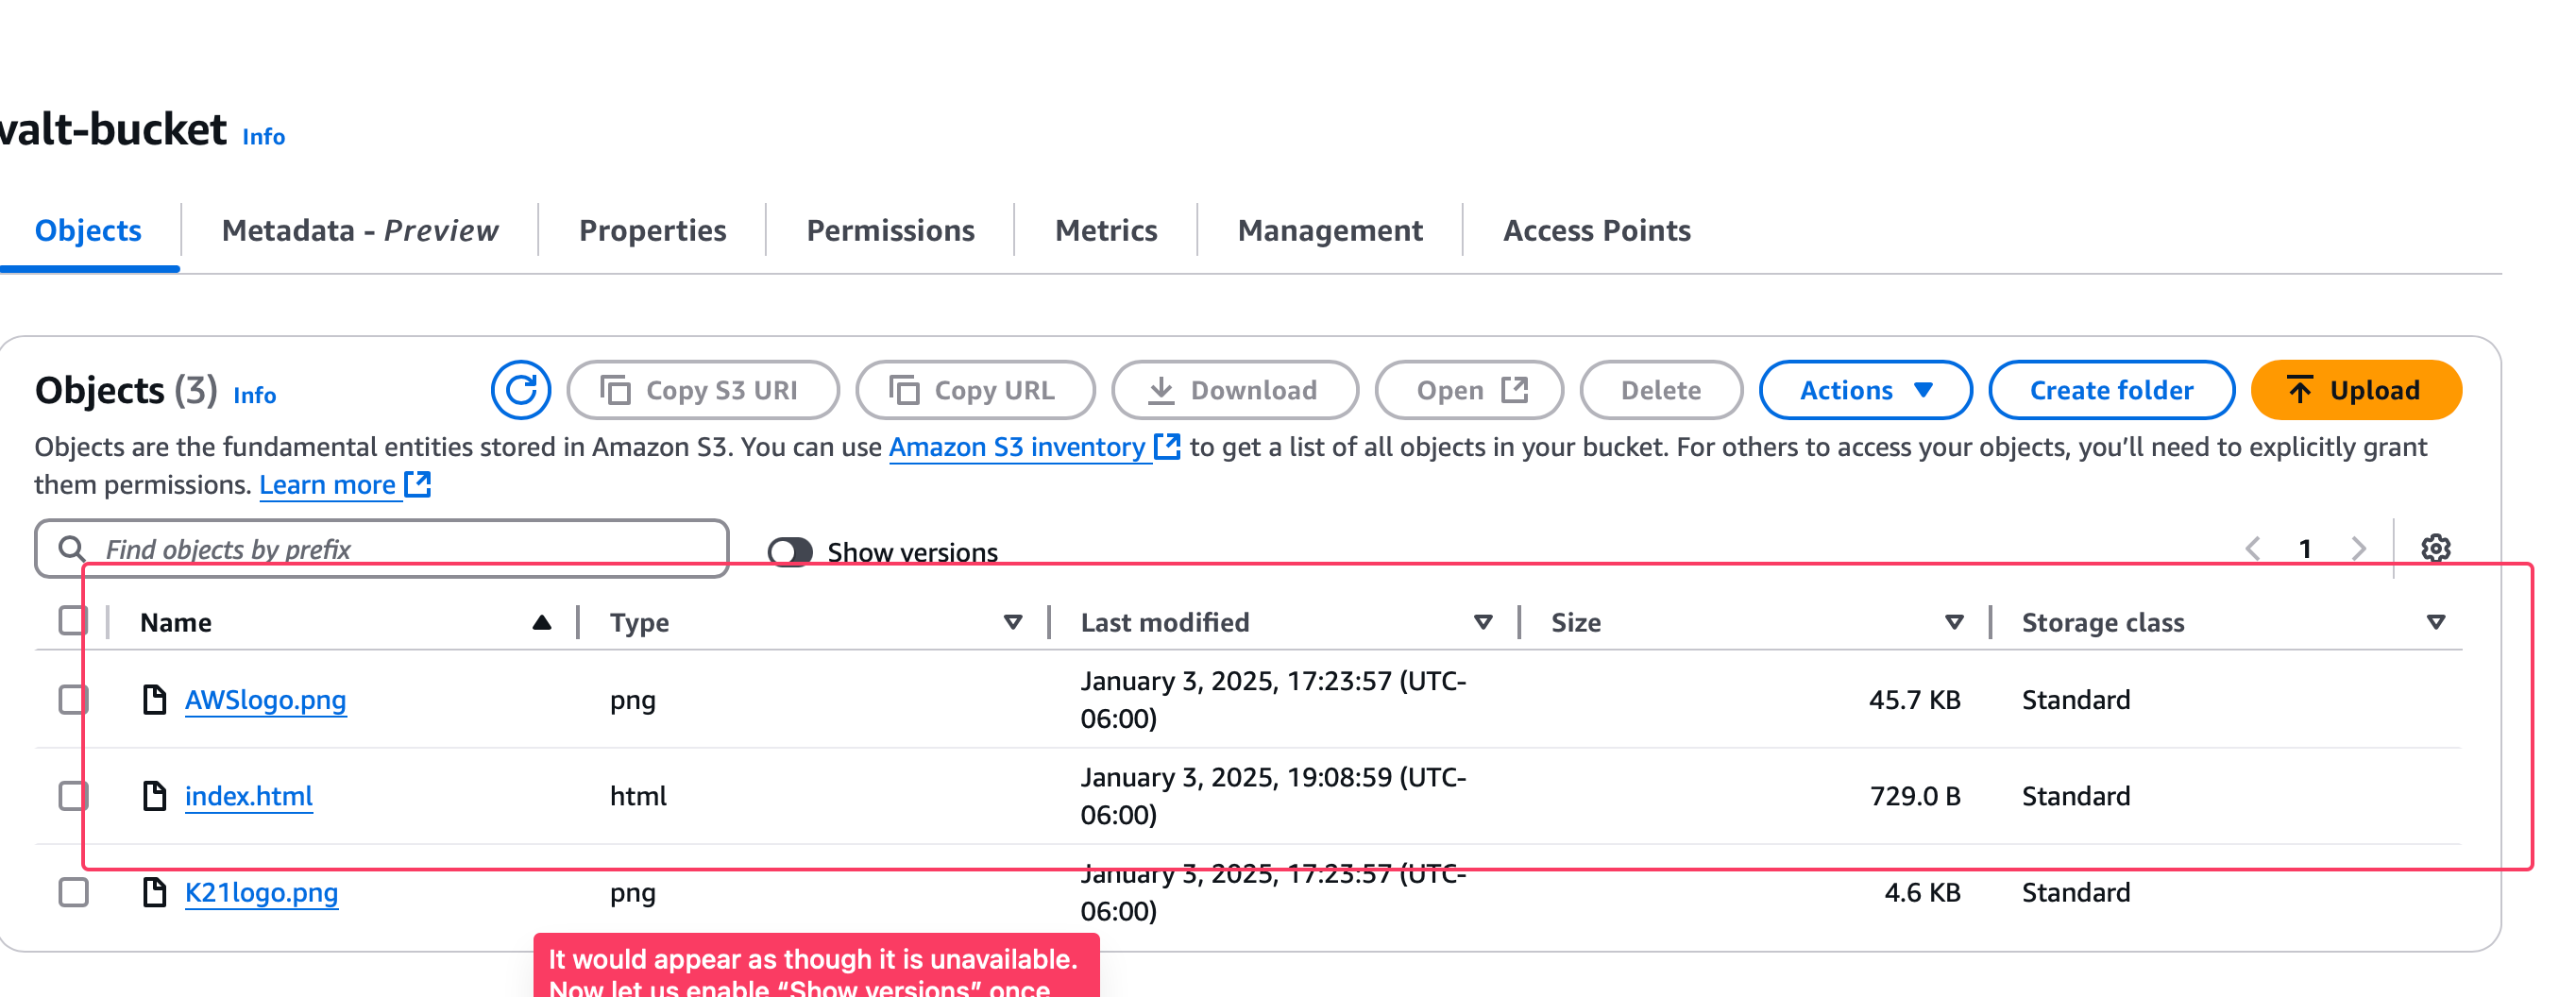 valt-bucket Info
Objects Metadata - Preview Properties Permissions Metrics Management Access Points
Objects (3) Info Copy S3 URI Copy URL Download Open Delete Actions Create folder Upload
Objects are the fundamental entities stored in Amazon S3. You can use Amazon S3 inventory to get a list of all objects in your bucket. For others to access your objects, you’ll need to explicitly grant
them permissions. Learn more
Find objects by prefix Show versions 1
Name Type Last modified Size Storage class
AWSlogo.png png January 3, 2025, 17:23:57 (UTC-
06:00) 45.7 KB Standard
index.html html January 3, 2025, 19:08:59 (UTC-
06:00) 729.0 B Standard
K21logo.png png January 3, 2025, 17:23:57 (UTC-
06:00) 4.6 KB Standard
It would appear as though it is unavailable.
Now let us enable “Show versions” once